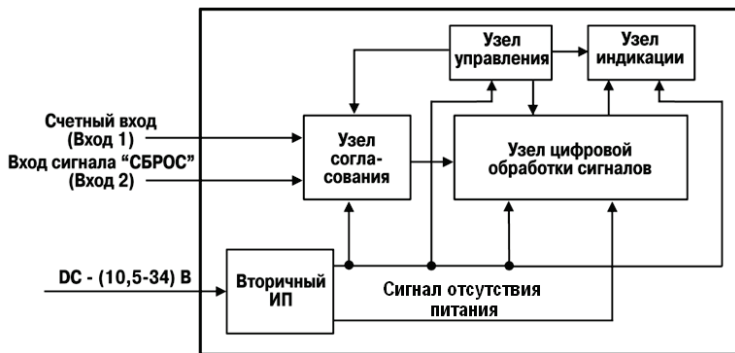 Узел
управления
Узел
индикации
Счетный вход
(Вход 1)
Вход сигнала “СБРОС”
(Вход 2)
Узел
согла-
сования
Узел цифровой
обработки сигналов
DC - (10,5-34) В
Вторичный
ИП
Сигнал отсутствия
питания